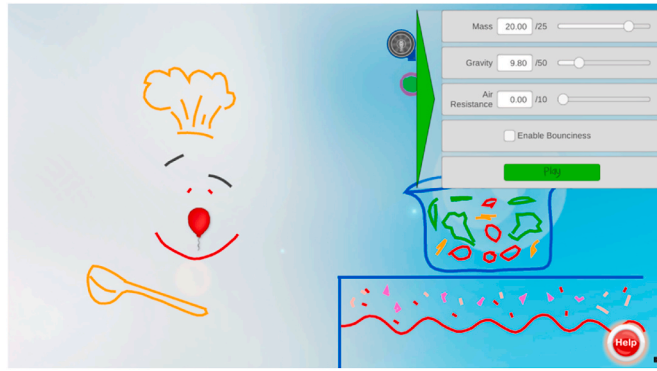 Mass 20.00 /25
Gravity 9.80 /50
Air
Resistance 0.00 /10
Enable Bounciness
Play
Help